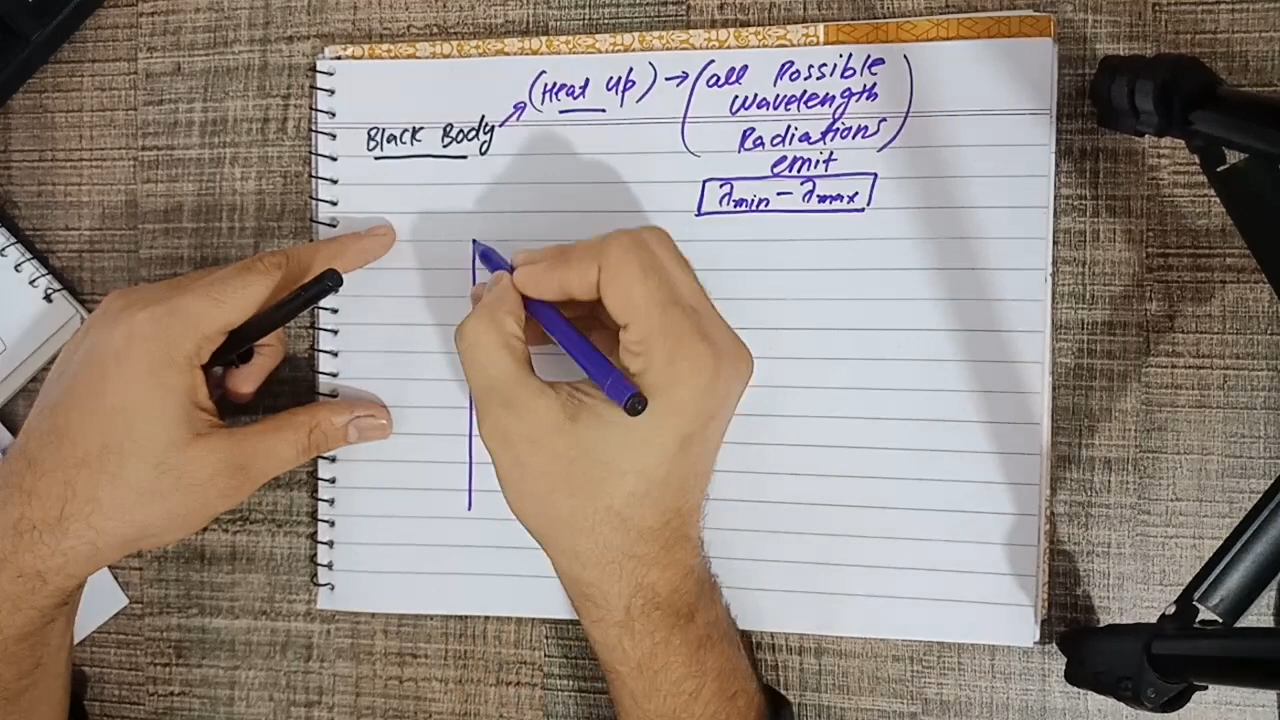 Black Body (Heat Up) → (all Possible
Wavelength
Radiations)
emit
λmin - λmax